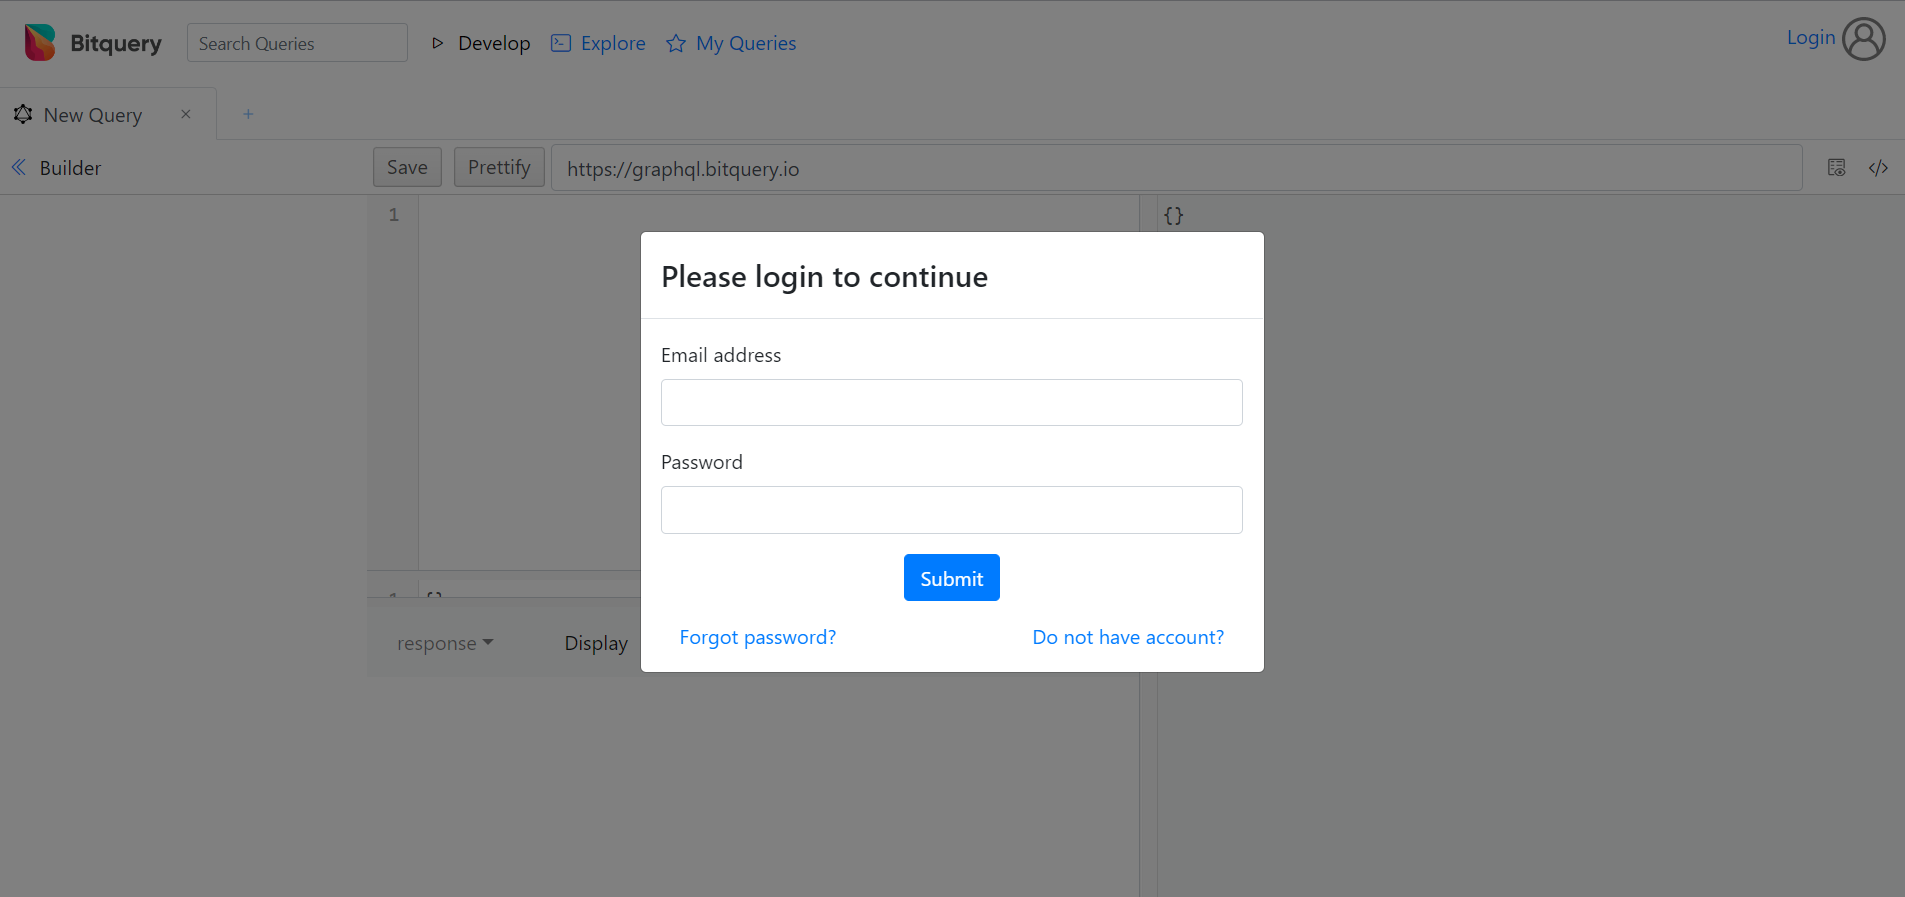 Bitquery
Search Queries
Develop
Explore
My Queries
Login
New Query
Builder
Save
Prettify
https://graphql.bitquery.io
1
{}
Please login to continue
Email address
Password
Submit
Forgot password?
Do not have account?
1
{}
response
Display